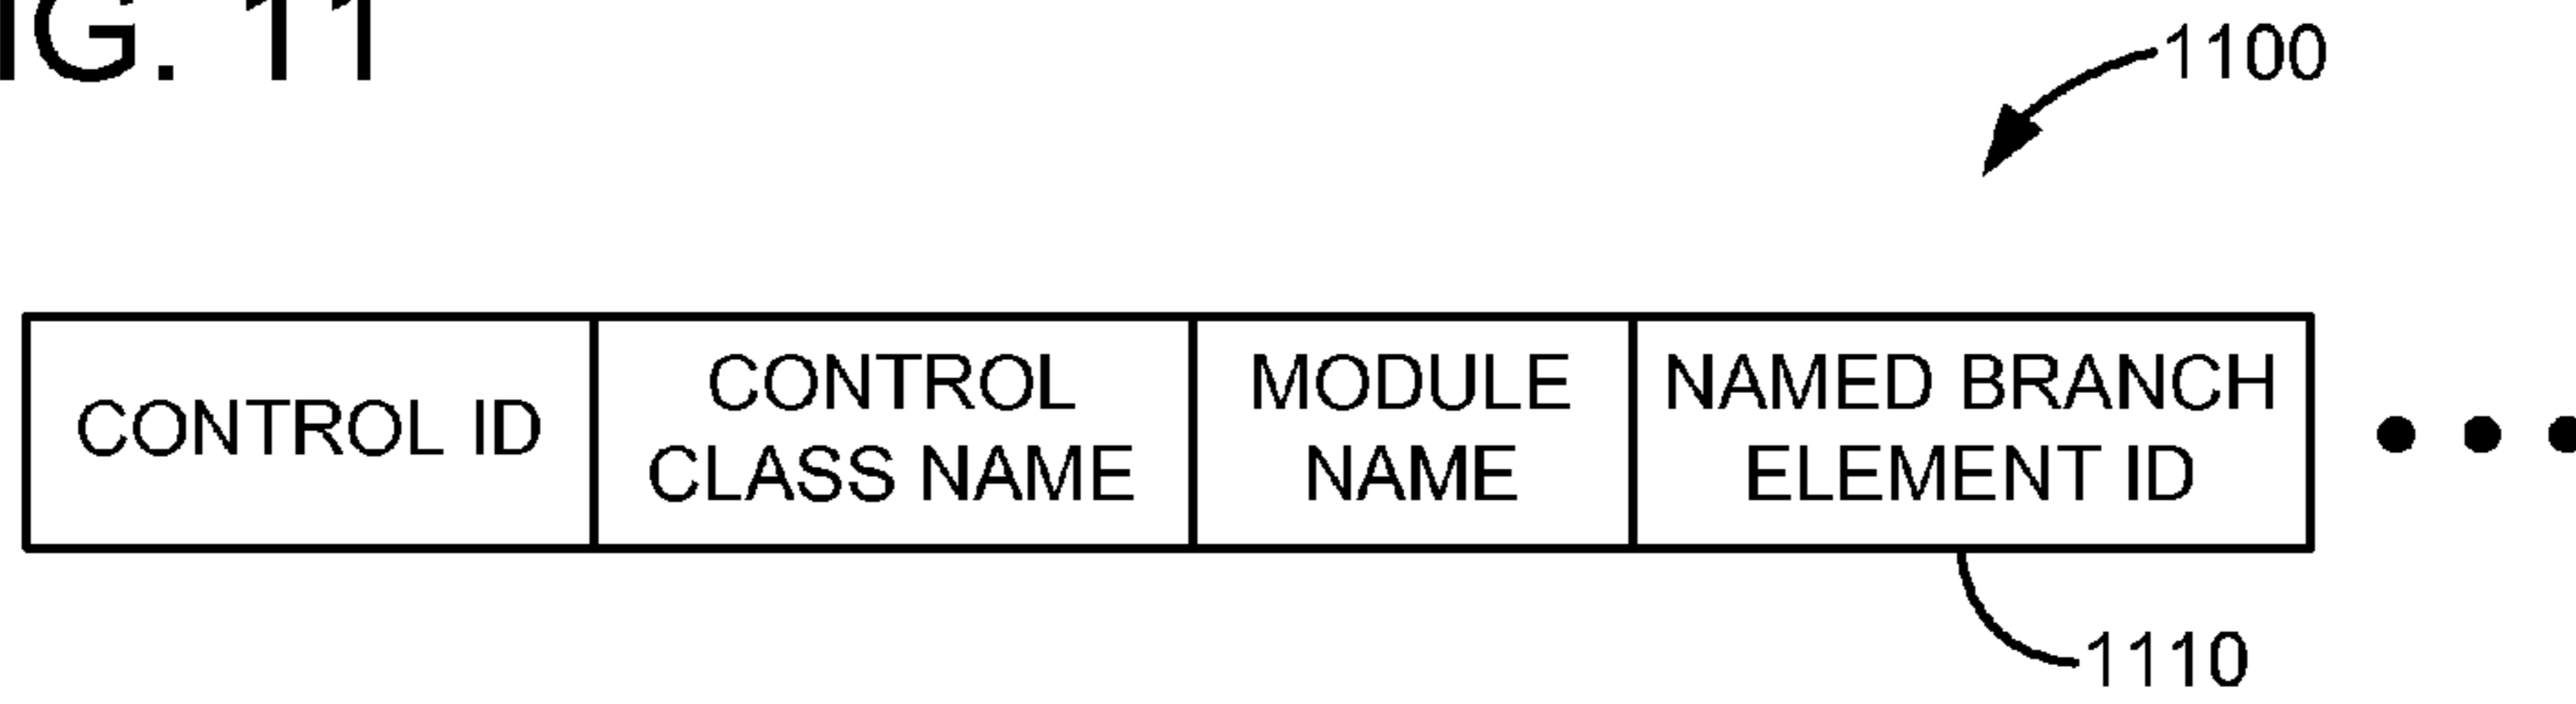 IG. 11
1100
CONTROL ID
CONTROL
CLASS NAME
MODULE
NAME
NAMED BRANCH
ELEMENT ID
1110